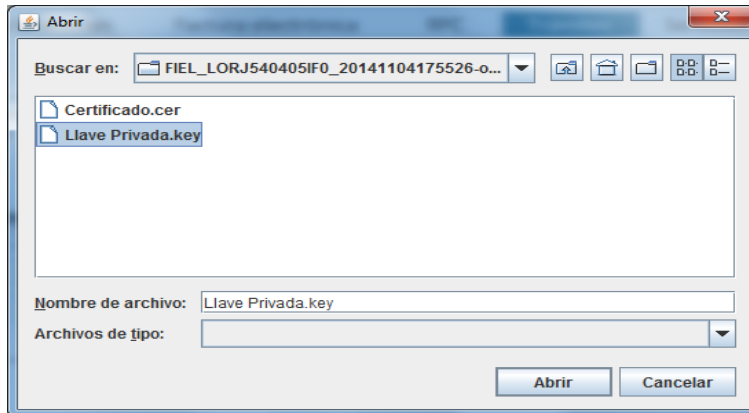 Abrir
Buscar en: FIEL_LORJ540405IF0_20141104175526-o...
Certificado.cer
Llave Privada.key
Nombre de archivo: Llave Privada.key
Archivos de tipo:
Abrir Cancelar